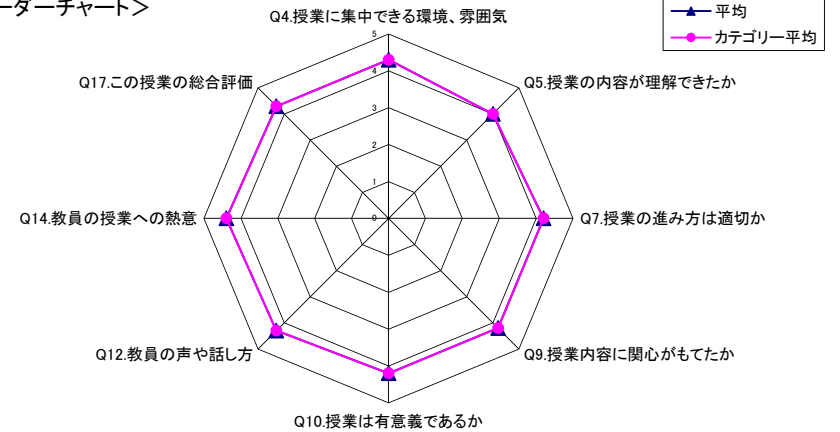 ーダーチャート＞
平均
カテゴリー平均
Q4.授業に集中できる環境、雰囲気
Q5.授業の内容が理解できたか
Q7.授業の進み方は適切か
Q9.授業内容に関心がもてたか
Q10.授業は有意義であるか
Q12.教員の声や話し方
Q14.教員の授業への熱意
Q17.この授業の総合評価
5
4
3
2
1
0